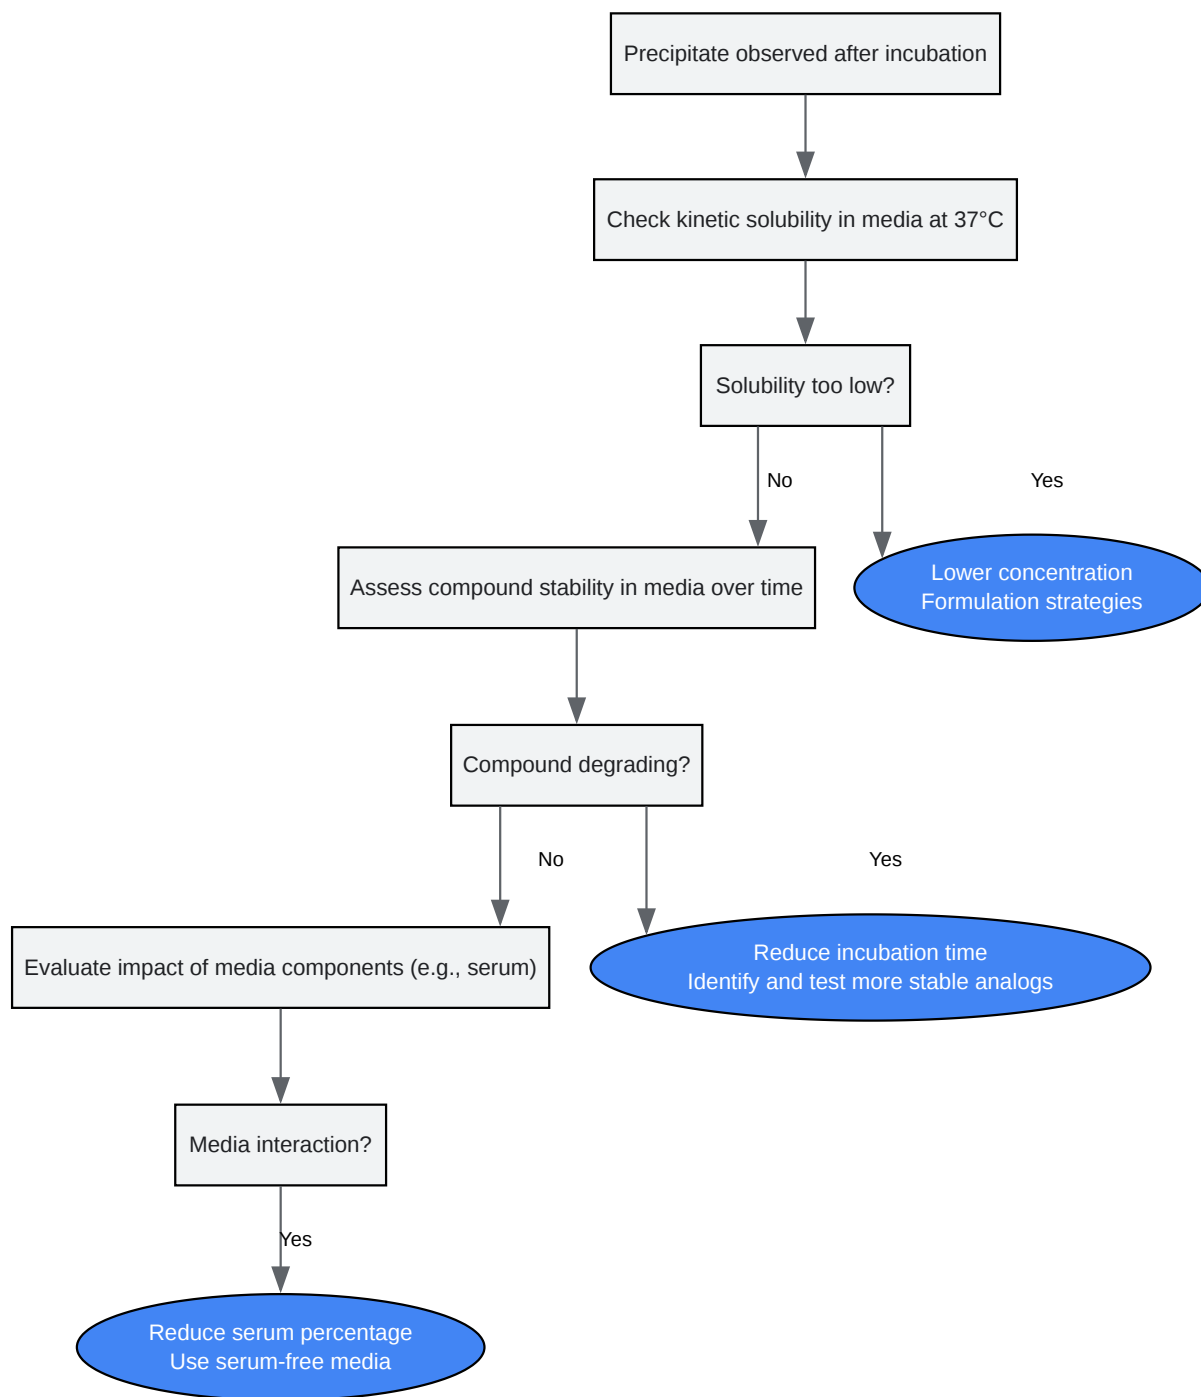 Precipitate observed after incubation
Check kinetic solubility in media at 37°C
Solubility too low?
No
Yes
Assess compound stability in media over time
Lower concentration
Formulation strategies
Compound degrading?
No
Yes
Evaluate impact of media components (e.g., serum)
Reduce incubation time
Identify and test more stable analogs
Media interaction?
Yes
Reduce serum percentage
Use serum-free media